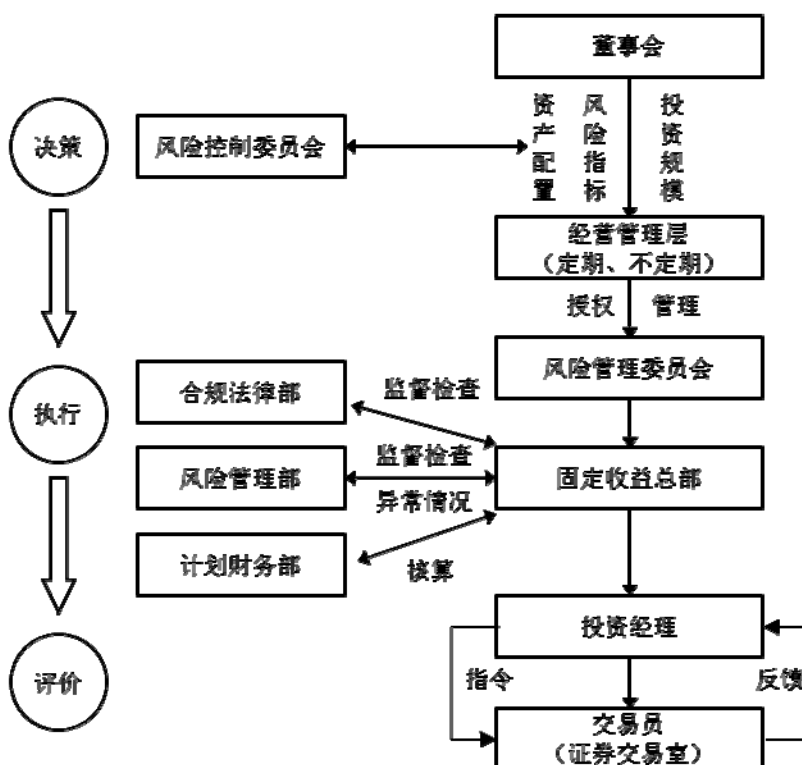 董事会
资产配置
风险指标
投资规模
决策
风险控制委员会
经营管理层
（定期、不定期）
授权 管理
风险管理委员会
合规法律部
监督检查
执行
风险管理部
监督检查
异常情况
固定收益总部
计划财务部
核算
投资经理
评价
指令
反馈
交易员
（证券交易室）